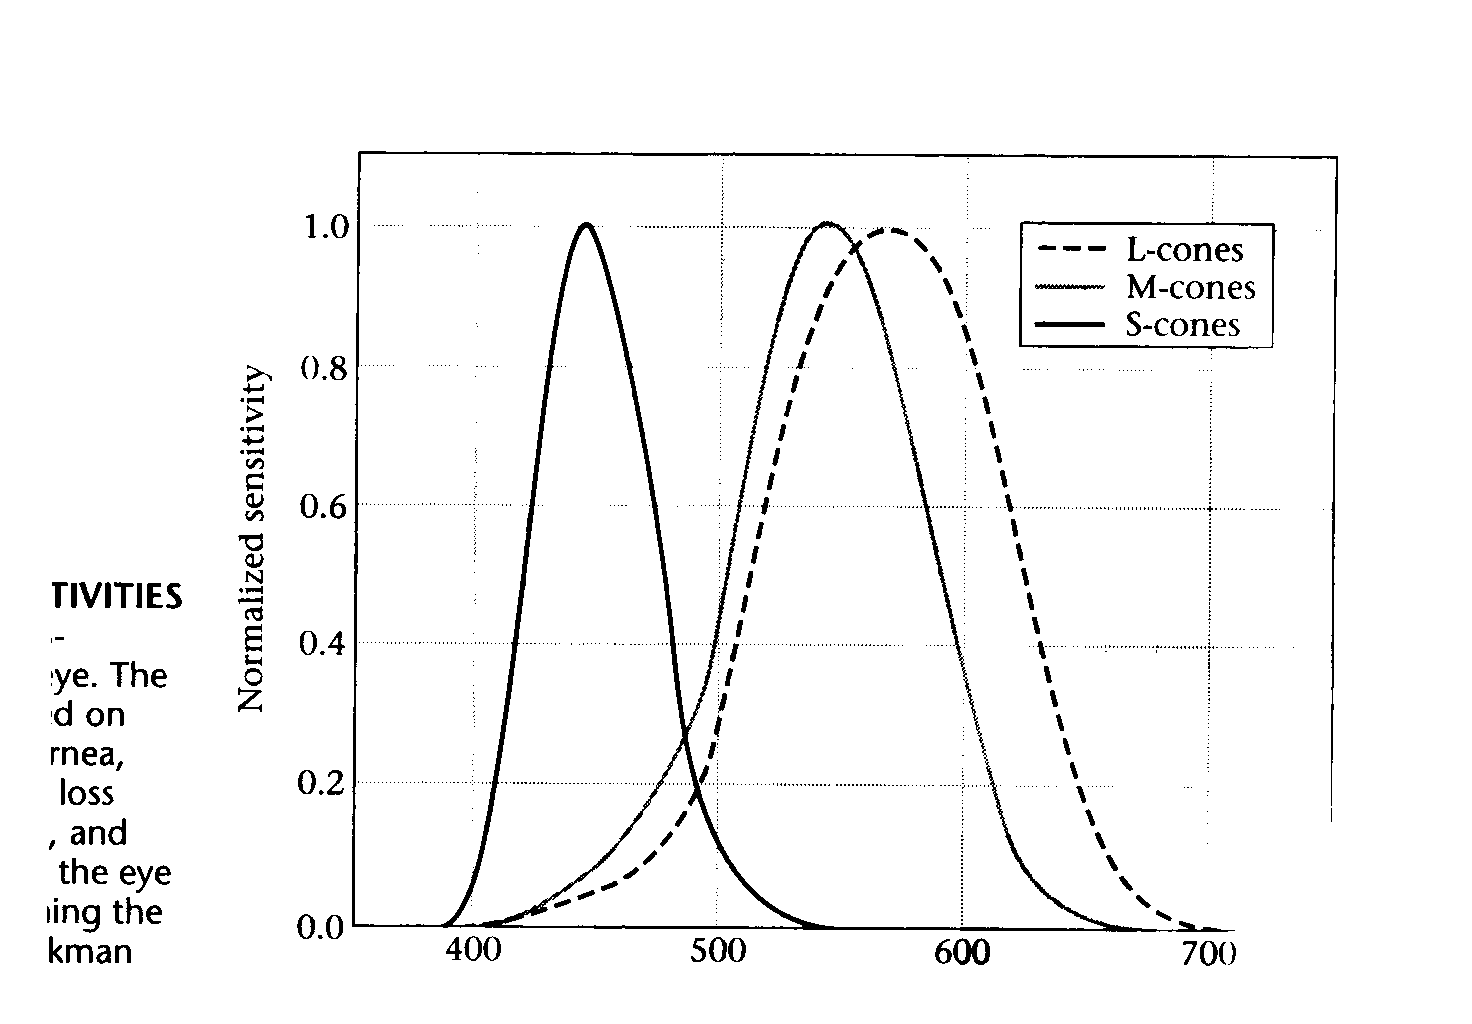 1.0
0.8
0.6
0.4
0.2
0.0
Normalized sensitivity
L-cones
M-cones
S-cones
400 500 600 700
TIVITIES
-
ye. The
d on
rnea,
loss
, and
the eye
ing the
kman